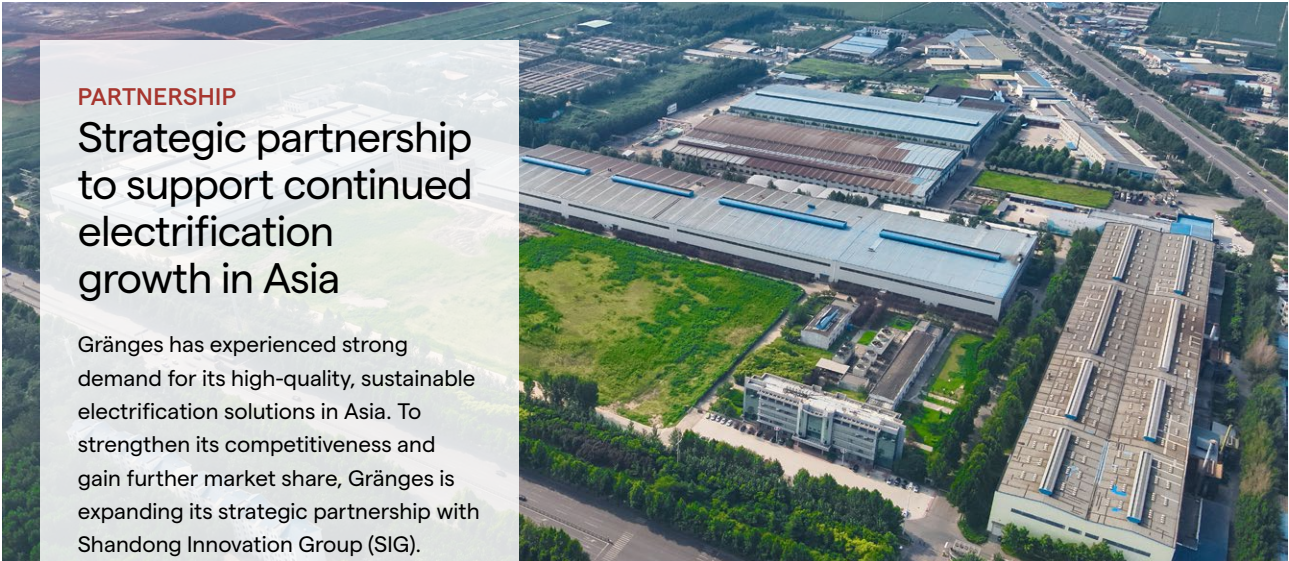 PARTNERSHIP
Strategic partnership
to support continued
electrification
growth in Asia
Gränges has experienced strong
demand for its high-quality, sustainable
electrification solutions in Asia. To
strengthen its competitiveness and
gain further market share, Gränges is
expanding its strategic partnership with
Shandong Innovation Group (SIG).